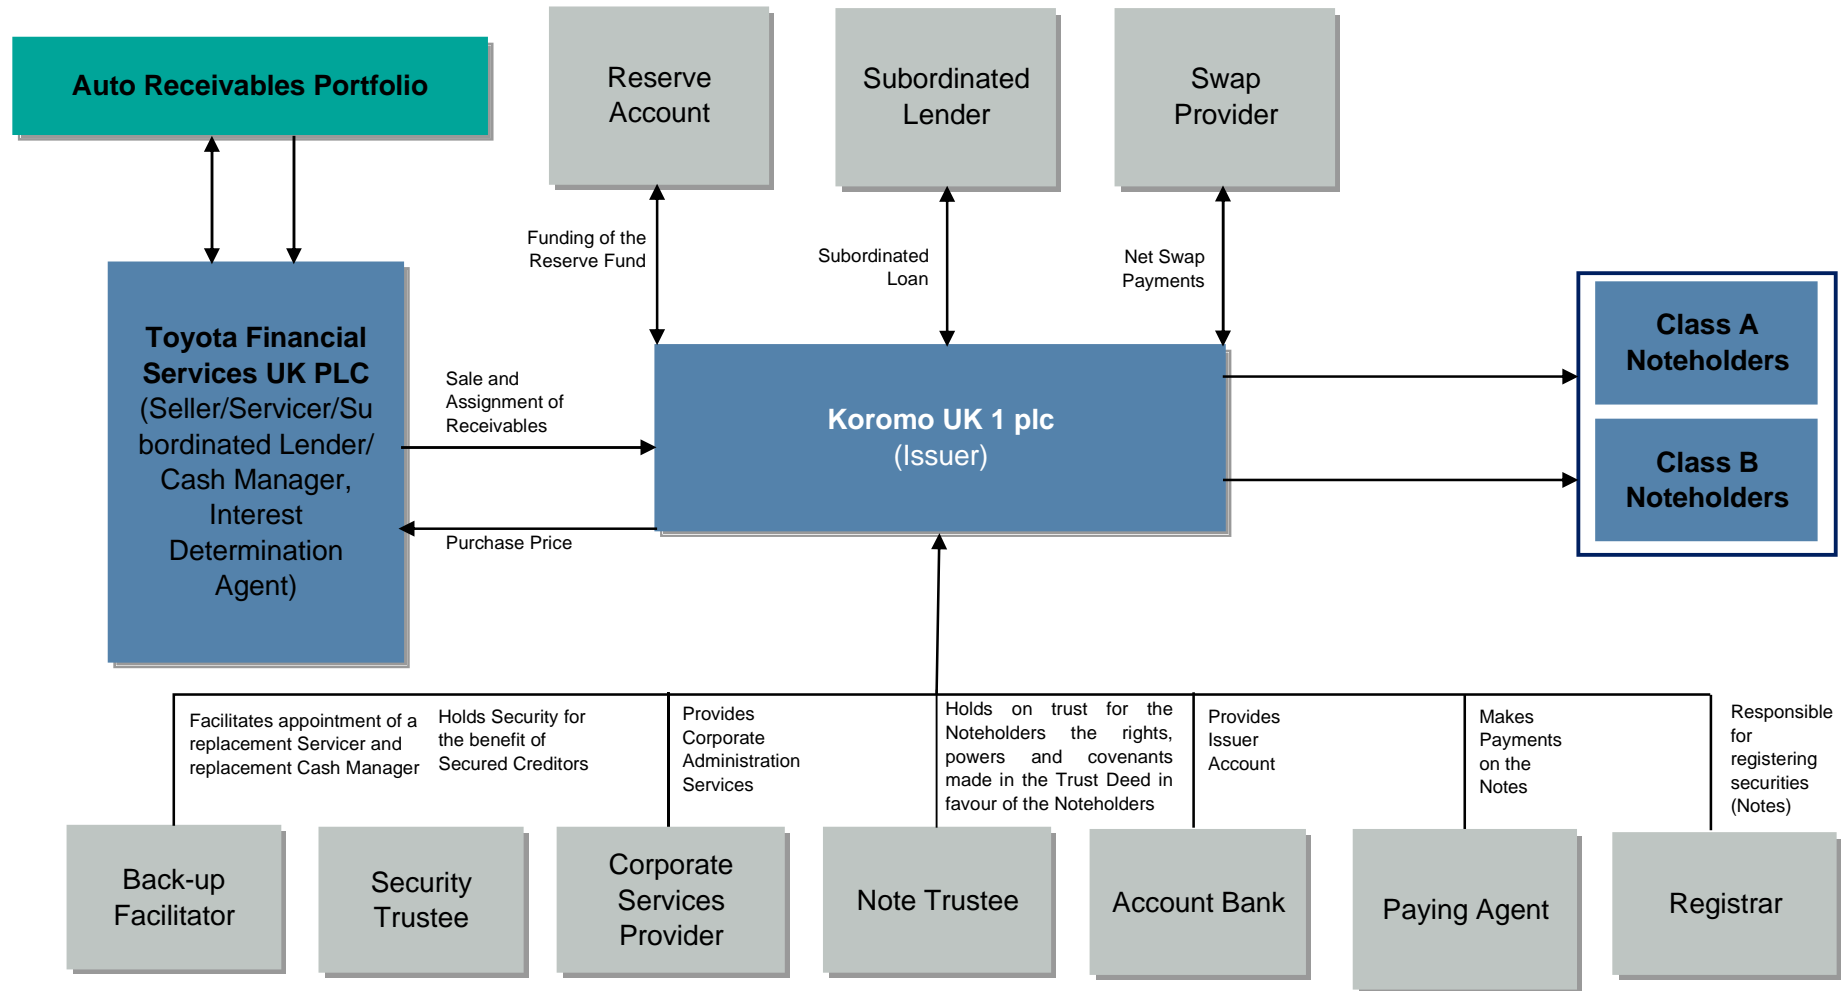 Auto Receivables Portfolio
Reserve
Account
Subordinated
Lender
Swap
Provider
Funding of the
Reserve Fund
Subordinated
Loan
Net Swap
Payments
Toyota Financial
Services UK PLC
(Seller/Servicer/Su
bordinated Lender/
Cash Manager,
Interest
Determination
Agent)
Sale and
Assignment of
Receivables
Purchase Price
Koromo UK 1 plc
(Issuer)
Class A
Noteholders
Class B
Noteholders
Facilitates appointment of a
replacement Servicer and
replacement Cash Manager
Holds Security for
the benefit of
Secured Creditors
Provides
Corporate
Administration
Services
Holds on trust for the
Noteholders the rights,
powers and covenants
made in the Trust Deed in
favour of the Noteholders
Provides
Issuer
Account
Makes
Payments
on the
Notes
Responsible
for
registering
securities
(Notes)
Back-up
Facilitator
Security
Trustee
Corporate
Services
Provider
Note Trustee
Account Bank
Paying Agent
Registrar